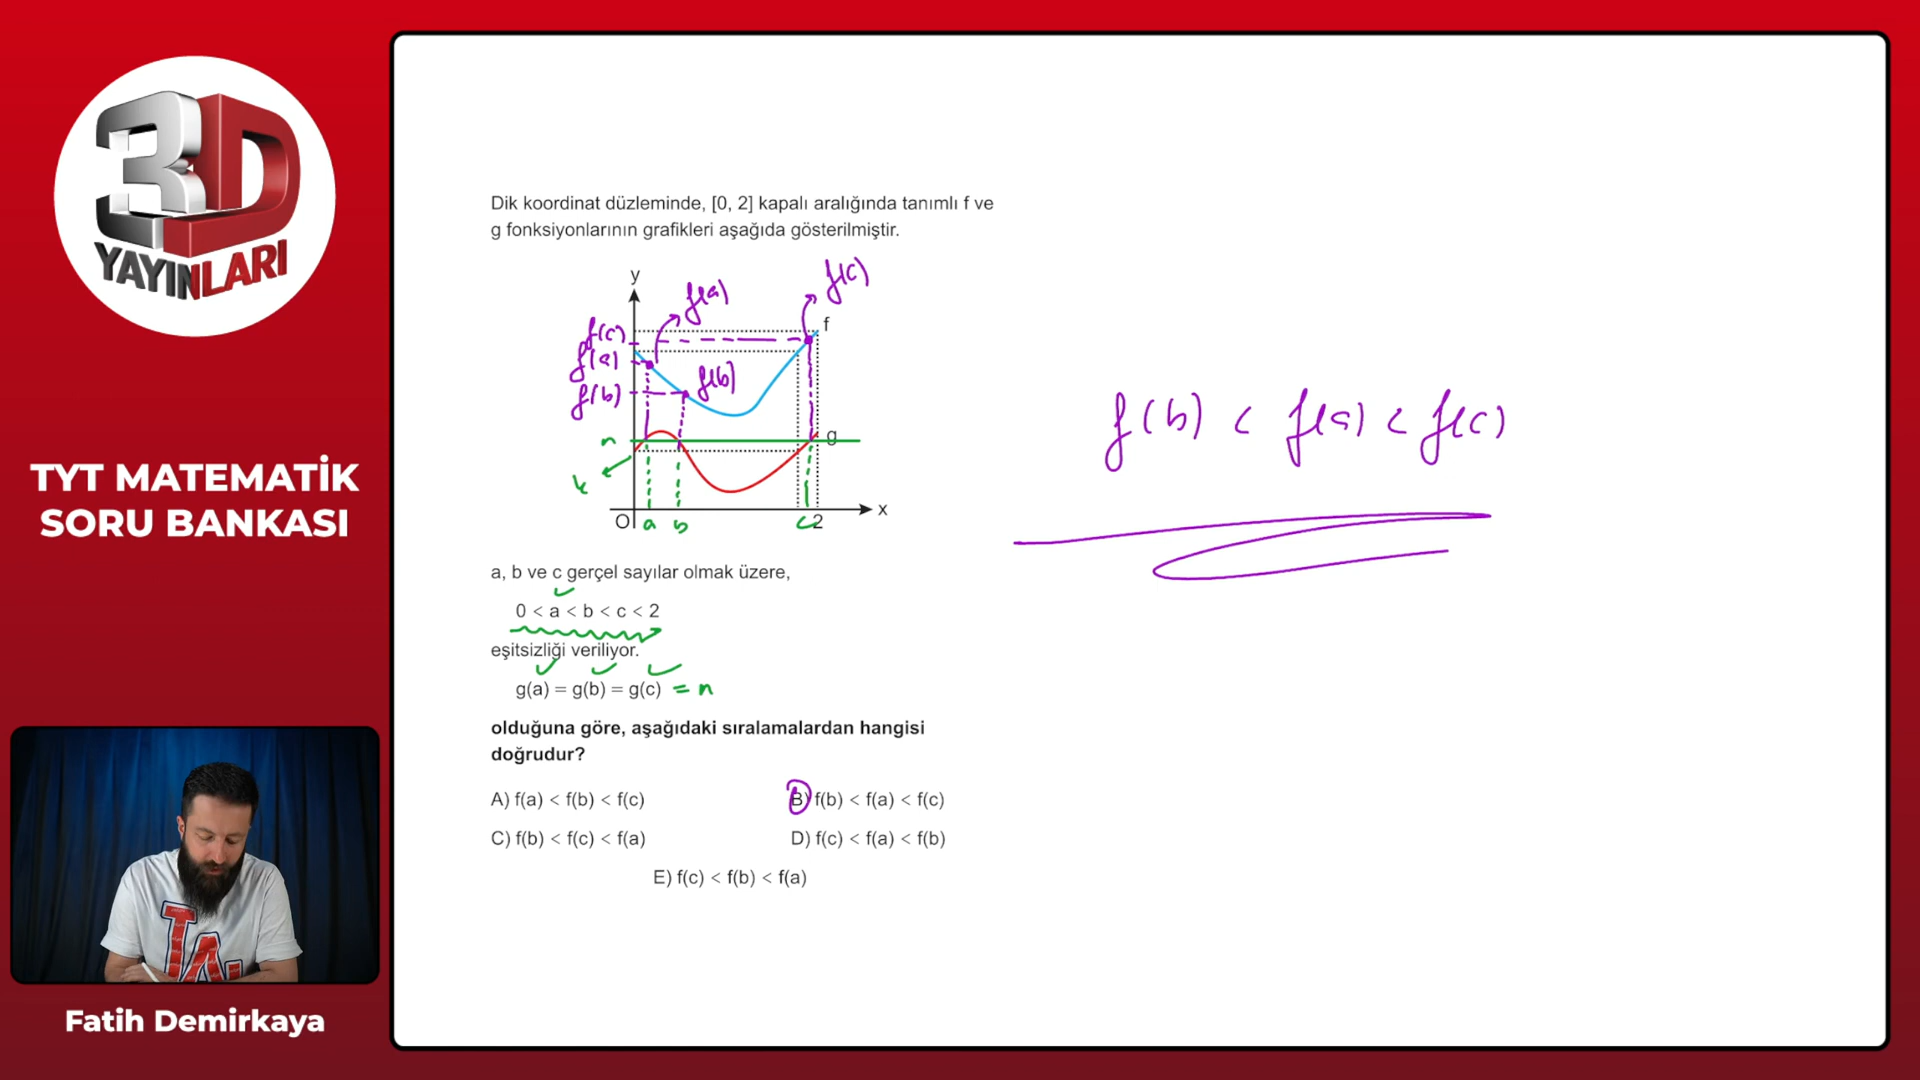 3D
YAYINLARI
TYT MATEMATİK
SORU BANKASI
Fatih Demirkaya
Dik koordinat düzleminde, [0, 2] kapalı aralığında tanımlı f ve
g fonksiyonlarının grafikleri aşağıda gösterilmiştir.
y
f(a)
f(c)
f
f(c)
f(a)
f(b)
f(b)
n
g
k
O
a
b
c
2
x
a, b ve c gerçel sayılar olmak üzere,
0 < a < b < c < 2
eşitsizliği veriliyor.
g(a) = g(b) = g(c) = n
olduğuna göre, aşağıdaki sıralamalardan hangisi
doğrudur?
A) f(a) < f(b) < f(c)
B) f(b) < f(a) < f(c)
C) f(b) < f(c) < f(a)
D) f(c) < f(a) < f(b)
E) f(c) < f(b) < f(a)
f(b) < f(a) < f(c)
LA